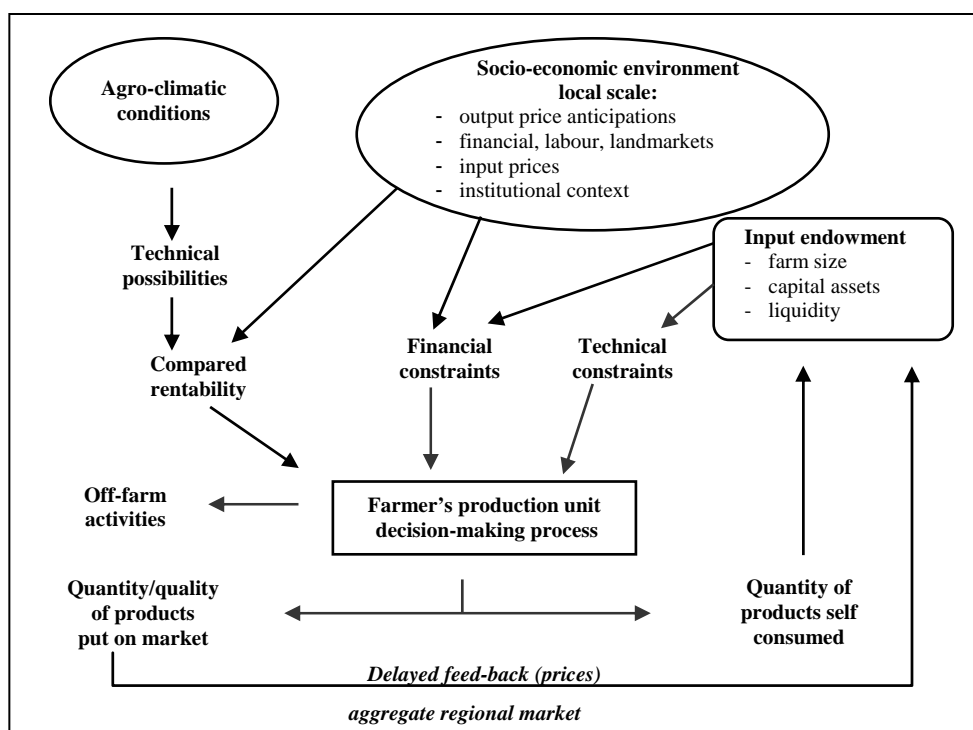 Agro-climatic
conditions
Socio-economic environment
local scale:
- output price anticipations
- financial, labour, landmarkets
- input prices
- institutional context
Input endowment
- farm size
- capital assets
- liquidity
Technical
possibilities
Compared
rentability
Financial
constraints
Technical
constraints
Off-farm
activities
Farmer’s production unit
decision-making process
Quantity/quality
of products
put on market
Quantity of
products self
consumed
Delayed feed-back (prices)
aggregate regional market